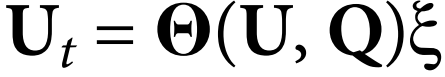 𝐔ₜ = 𝚯(𝐔, 𝐐)𝛏